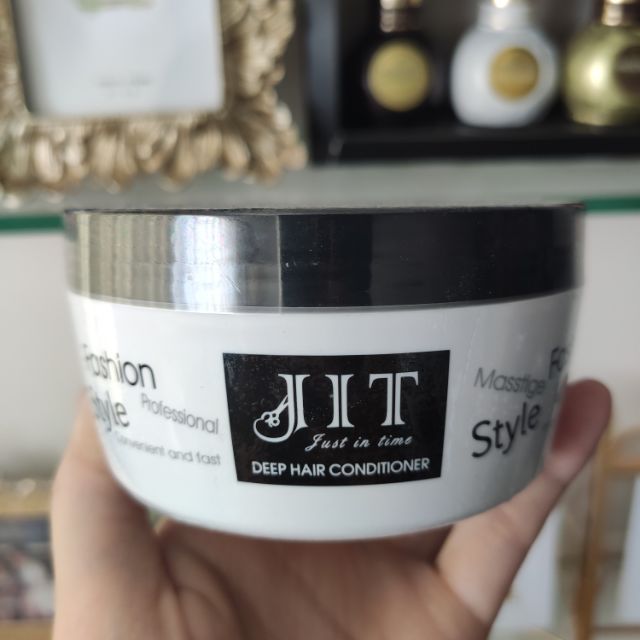 Fashion
Style
Professional
Convenient and fast
JIT
Just in time
DEEP HAIR CONDITIONER
Masstige
Style